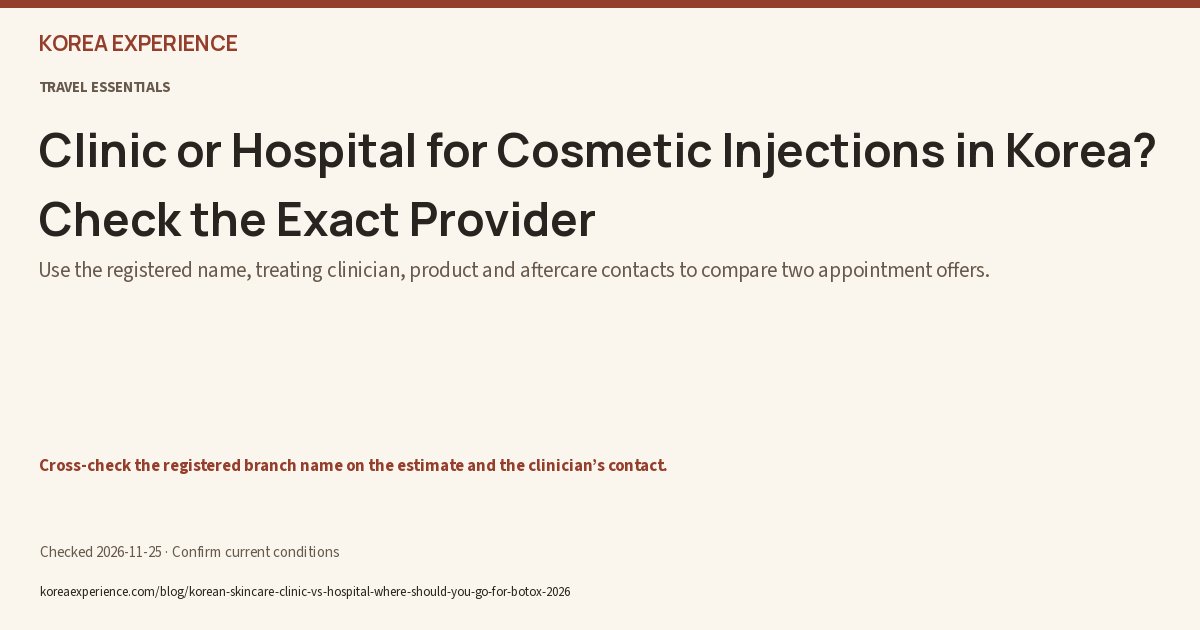 KOREA EXPERIENCE
TRAVEL ESSENTIALS
Clinic or Hospital for Cosmetic Injections in Korea?
Check the Exact Provider
Use the registered name, treating clinician, product and aftercare contacts to compare two appointment offers.
Cross-check the registered branch name on the estimate and the clinician’s contact.
Checked 2026-11-25 · Confirm current conditions
koreaexperience.com/blog/korean-skincare-clinic-vs-hospital-where-should-you-go-for-botox-2026